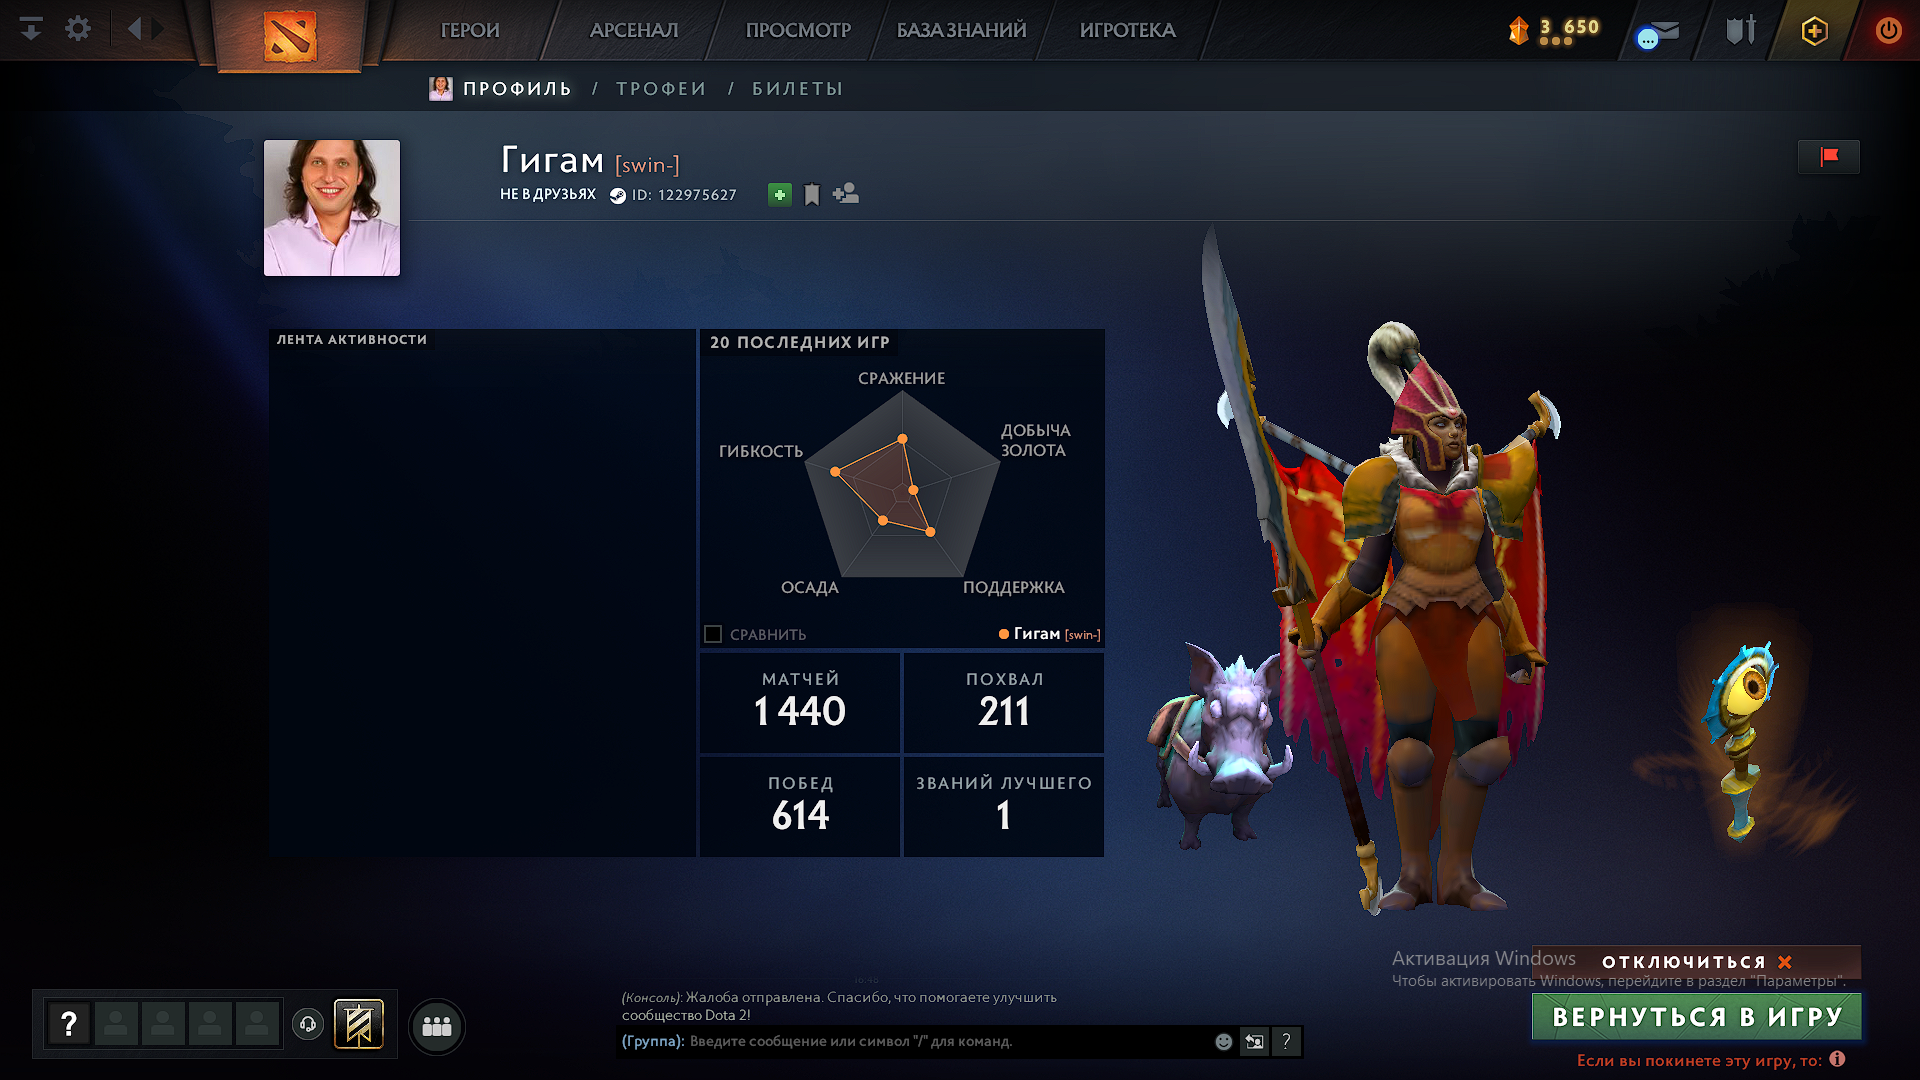 ГЕРОИ
АРСЕНАЛ
ПРОСМОТР
БАЗА ЗНАНИЙ
ИГРОТЕКА
3 650
ПРОФИЛЬ / ТРОФЕИ / БИЛЕТЫ
Гигам [swin-]
НЕ В ДРУЗЬЯХ ID: 122975627
ЛЕНТА АКТИВНОСТИ
20 ПОСЛЕДНИХ ИГР
СРАЖЕНИЕ
ДОБЫЧА
ЗОЛОТА
ГИБКОСТЬ
ОСАДА
ПОДДЕРЖКА
СРАВНИТЬ
Гигам [swin-]
МАТЧЕЙ
1 440
ПОХВАЛ
211
ПОБЕД
614
ЗВАНИЙ ЛУЧШЕГО
1
Активация Windows
Чтобы активировать Windows, перейдите в раздел "Параметры".
ОТКЛЮЧИТЬСЯ
ВЕРНУТЬСЯ В ИГРУ
Если вы покинете эту игру, то:
(Консоль): Жалоба отправлена. Спасибо, что помогаете улучшить
сообщество Dota 2!
(Группа): Введите сообщение или символ "/" для команд.
?
?